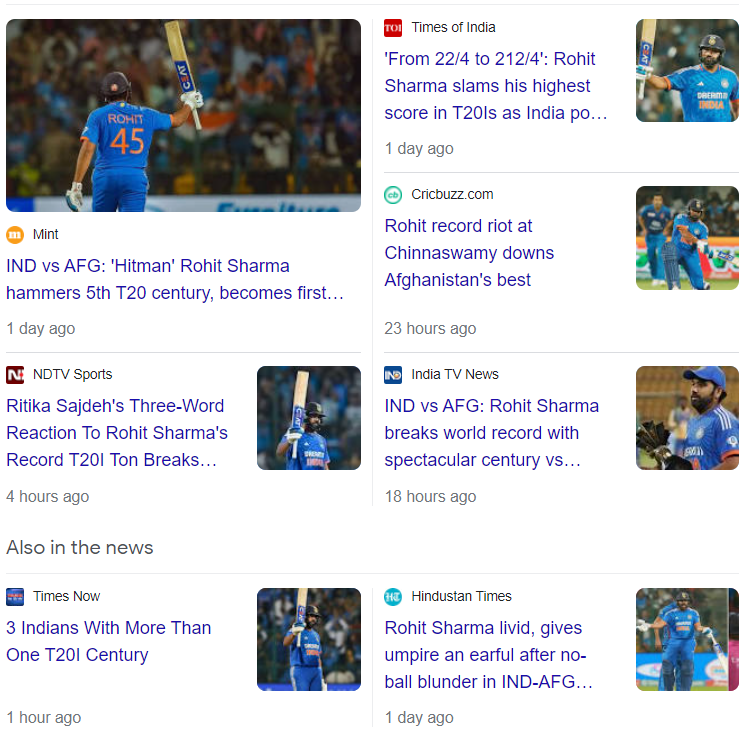 ROHIT
45
CEAT
Mint
IND vs AFG: 'Hitman' Rohit Sharma
hammers 5th T20 century, becomes first...
1 day ago
Times of India
'From 22/4 to 212/4': Rohit
Sharma slams his highest
score in T20Is as India po...
1 day ago
Cricbuzz.com
Rohit record riot at
Chinnaswamy downs
Afghanistan's best
23 hours ago
NDTV Sports
Ritika Sajdeh's Three-Word
Reaction To Rohit Sharma's
Record T20I Ton Breaks...
4 hours ago
India TV News
IND vs AFG: Rohit Sharma
breaks world record with
spectacular century vs...
18 hours ago
Also in the news
Times Now
3 Indians With More Than
One T20I Century
1 hour ago
Hindustan Times
Rohit Sharma livid, gives
umpire an earful after no-
ball blunder in IND-AFG...
1 day ago